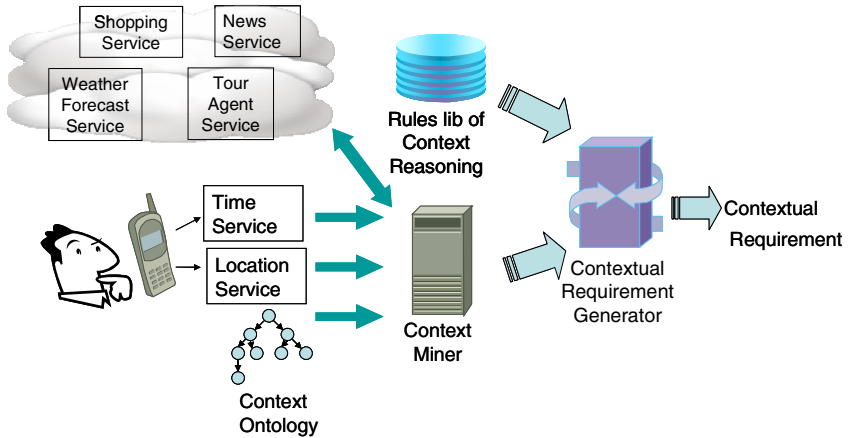 Shopping
Service
News
Service
Weather
Forecast
Service
Tour
Agent
Service
Rules lib of
Context
Reasoning
Time
Service
Location
Service
Context
Miner
Contextual
Requirement
Generator
Contextual
Requirement
Context
Ontology